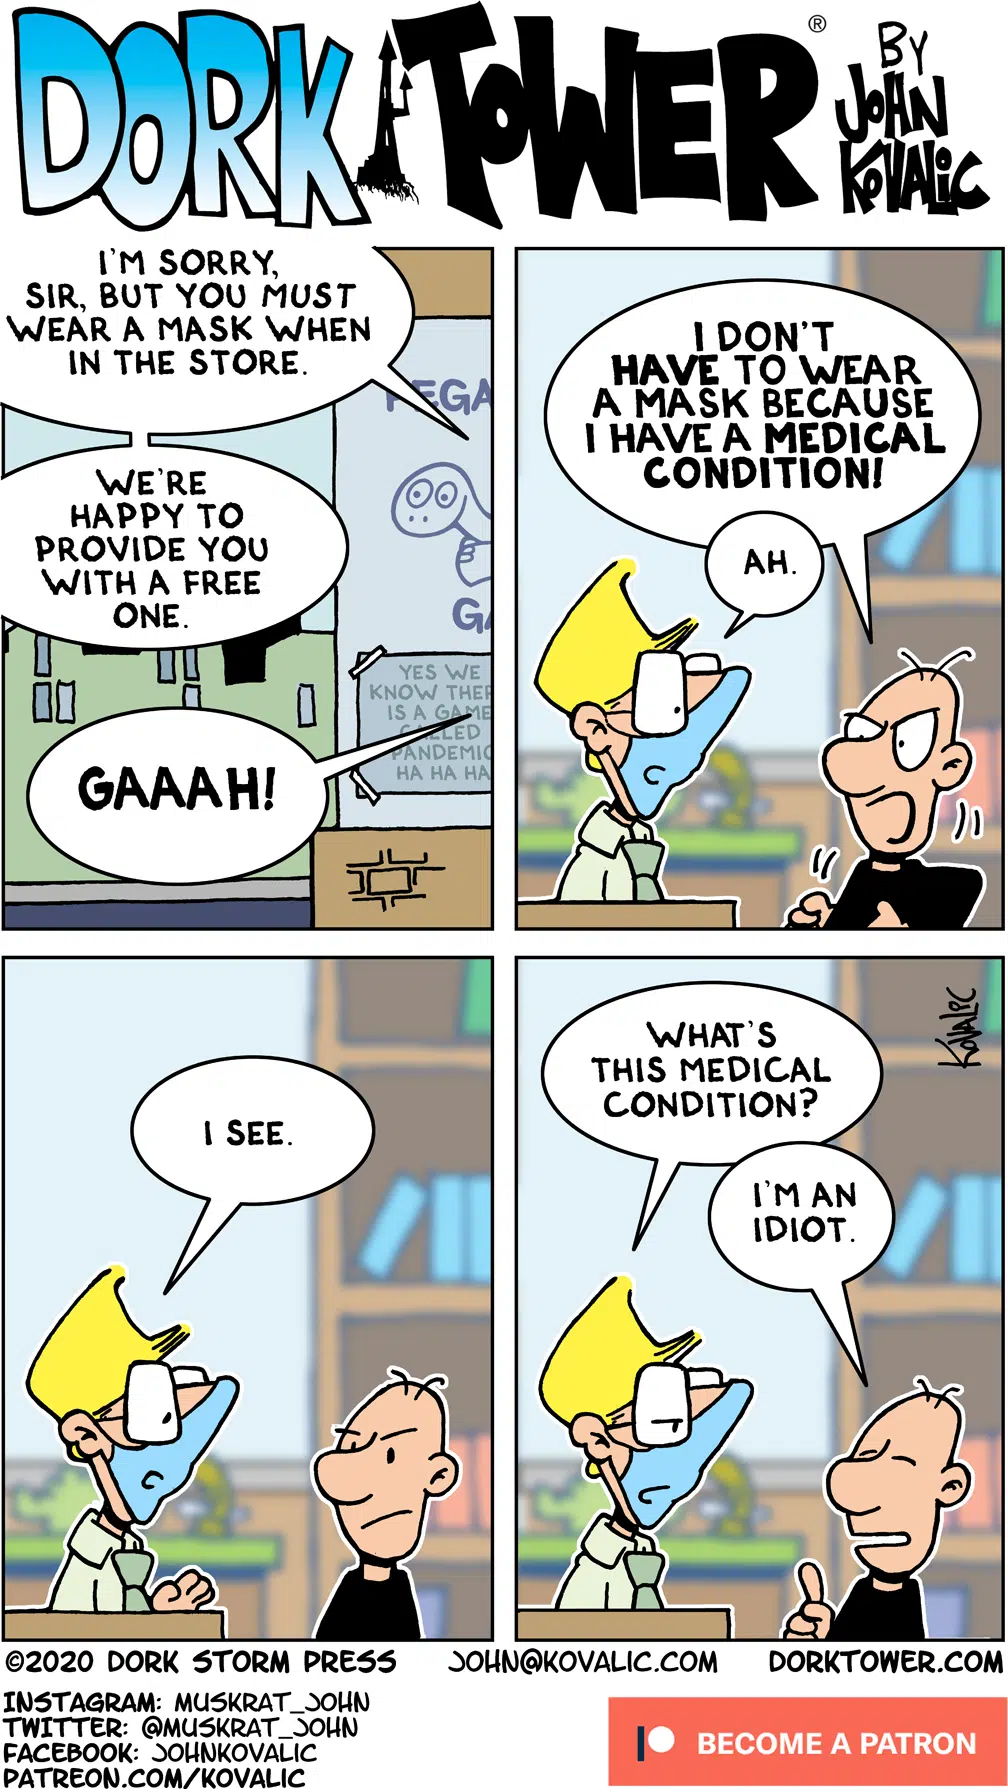 DORK TOWER ®
BY
JOHN
KOVALIC
I'M SORRY,
SIR, BUT YOU MUST
WEAR A MASK WHEN
IN THE STORE.
WE'RE
HAPPY TO
PROVIDE YOU
WITH A FREE
ONE.
PEGA
GA
YES WE
KNOW THER
IS A GAME
CALLED
PANDEMIC
HA HA HA
GAAAH!
I DON'T
HAVE TO WEAR
A MASK BECAUSE
I HAVE A MEDICAL
CONDITION!
AH.
I SEE.
WHAT'S
THIS MEDICAL
CONDITION?
I'M AN
IDIOT.
KOVALIC
©2020 DORK STORM PRESS JOHN@KOVALIC.COM DORKTOWER.COM
INSTAGRAM: MUSKRAT_JOHN
TWITTER: @MUSKRAT_JOHN
FACEBOOK: JOHNKOVALIC
PATREON.COM/KOVALIC
BECOME A PATRON